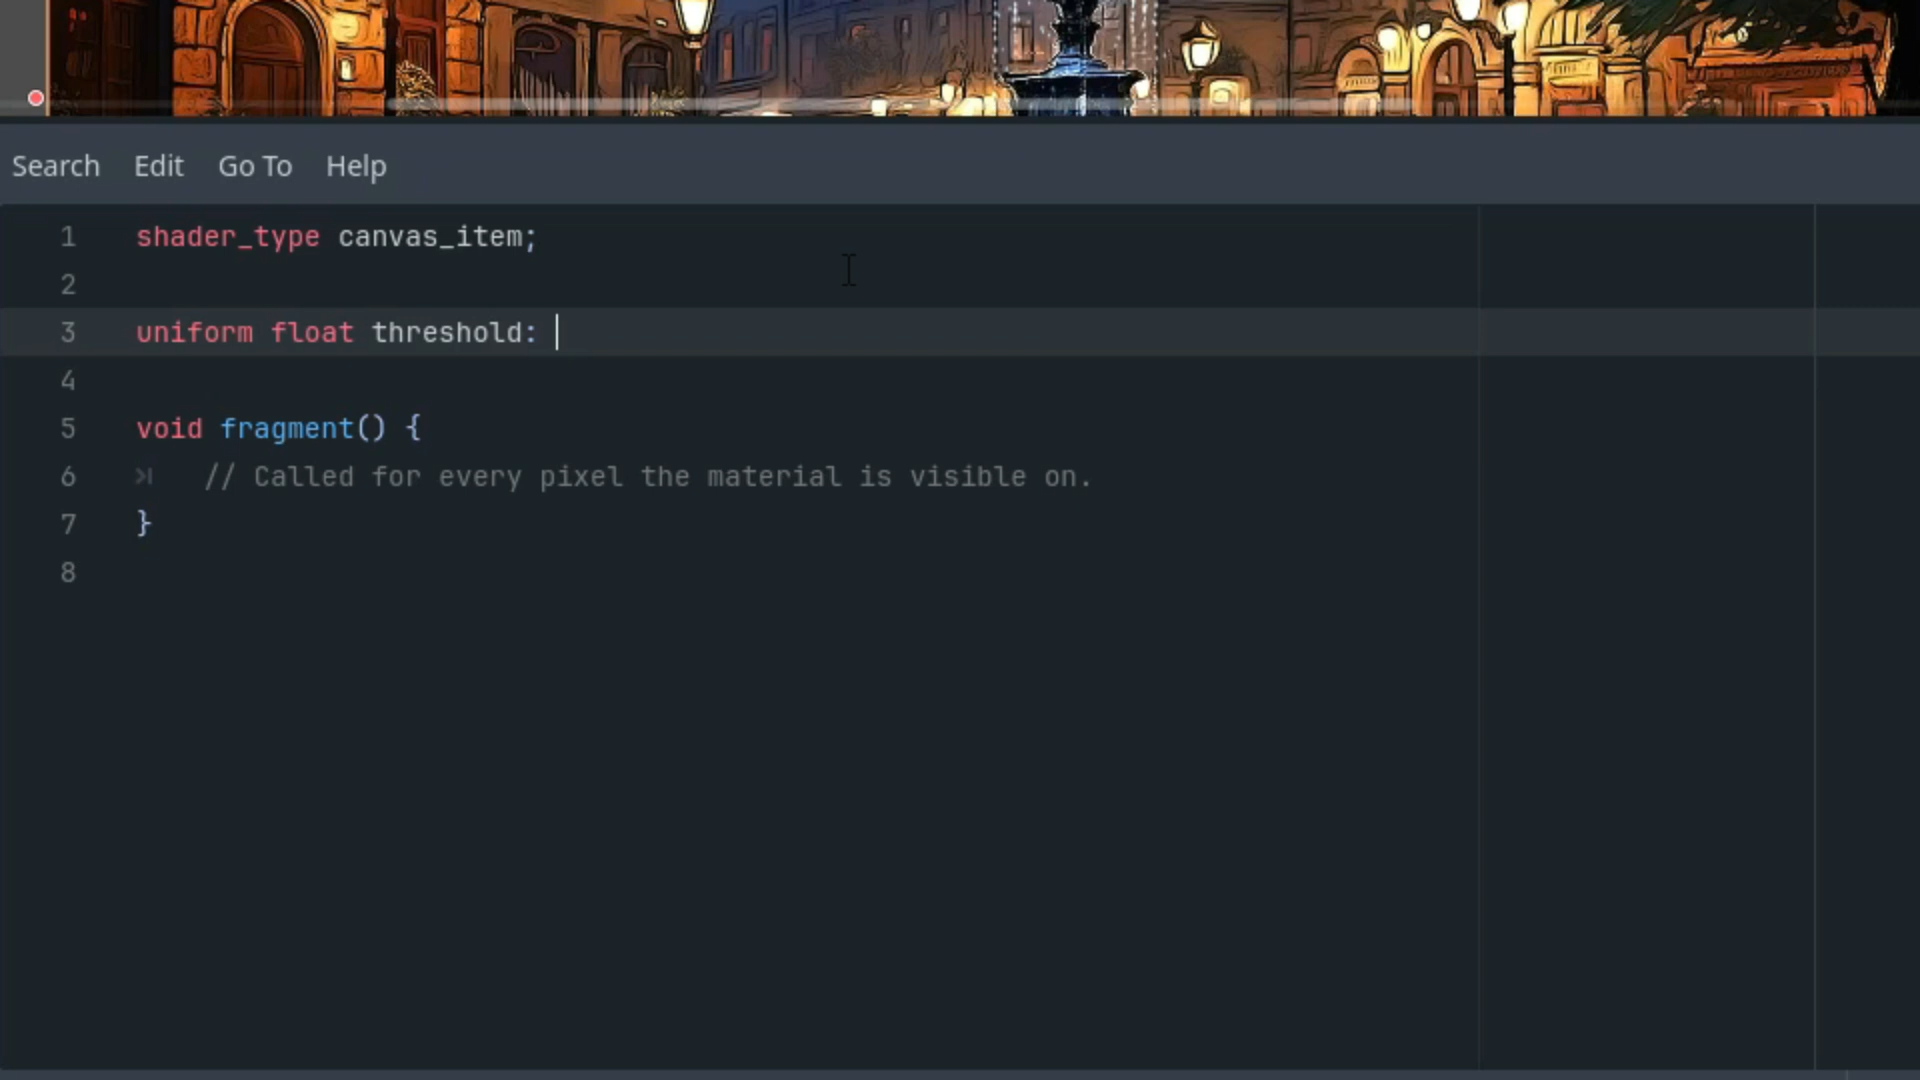 Search Edit Go To Help
1 shader_type canvas_item;
2
3 uniform float threshold:
4
5 void fragment() {
6 // Called for every pixel the material is visible on.
7 }
8